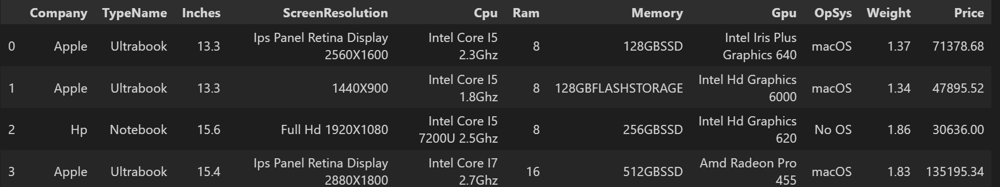 Company TypeName Inches ScreenResolution Cpu Ram Memory Gpu OpSys Weight Price
0 Apple Ultrabook 13.3 Ips Panel Retina Display 2560X1600 Intel Core I5 2.3Ghz 8 128GBSSD Intel Iris Plus Graphics 640 macOS 1.37 71378.68
1 Apple Ultrabook 13.3 1440X900 Intel Core I5 1.8Ghz 8 128GBFLASHSTORAGE Intel Hd Graphics 6000 macOS 1.34 47895.52
2 Hp Notebook 15.6 Full Hd 1920X1080 Intel Core I5 7200U 2.5Ghz 8 256GBSSD Intel Hd Graphics 620 No OS 1.86 30636.00
3 Apple Ultrabook 15.4 Ips Panel Retina Display 2880X1800 Intel Core I7 2.7Ghz 16 512GBSSD Amd Radeon Pro 455 macOS 1.83 135195.34